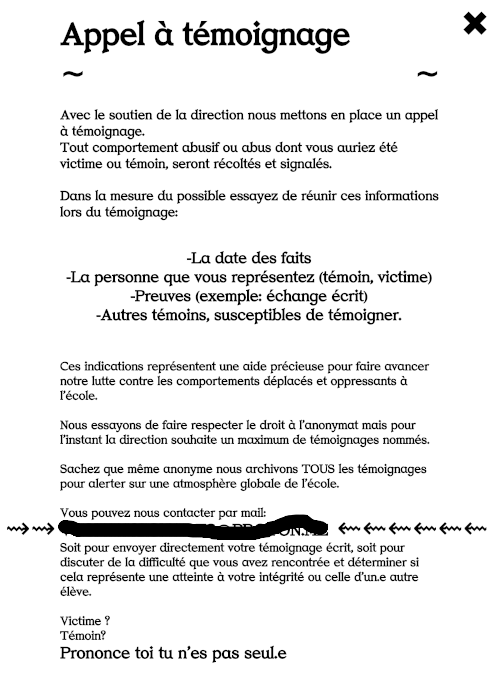 Appel à témoignage
~ ~
Avec le soutien de la direction nous mettons en place un appel
à témoignage.
Tout comportement abusif ou abus dont vous auriez été
victime ou témoin, seront récoltés et signalés.
Dans la mesure du possible essayez de réunir ces informations
lors du témoignage:
-La date des faits
-La personne que vous représentez (témoin, victime)
-Preuves (exemple: échange écrit)
-Autres témoins, susceptibles de témoigner.
Ces indications représentent une aide précieuse pour faire avancer
notre lutte contre les comportements déplacés et oppressants à
l'école.
Nous essayons de faire respecter le droit à l'anonymat mais pour
l'instant la direction souhaite un maximum de témoignages nommés.
Sachez que même anonyme nous archivons TOUS les témoignages
pour alerter sur une atmosphère globale de l'école.
Vous pouvez nous contacter par mail:
Soit pour envoyer directement votre témoignage écrit, soit pour
discuter de la difficulté que vous avez rencontrée et déterminer si
cela représente une atteinte à votre intégrité ou celle d'un.e autre
élève.
Victime ?
Témoin?
Prononce toi tu n'es pas seul.e